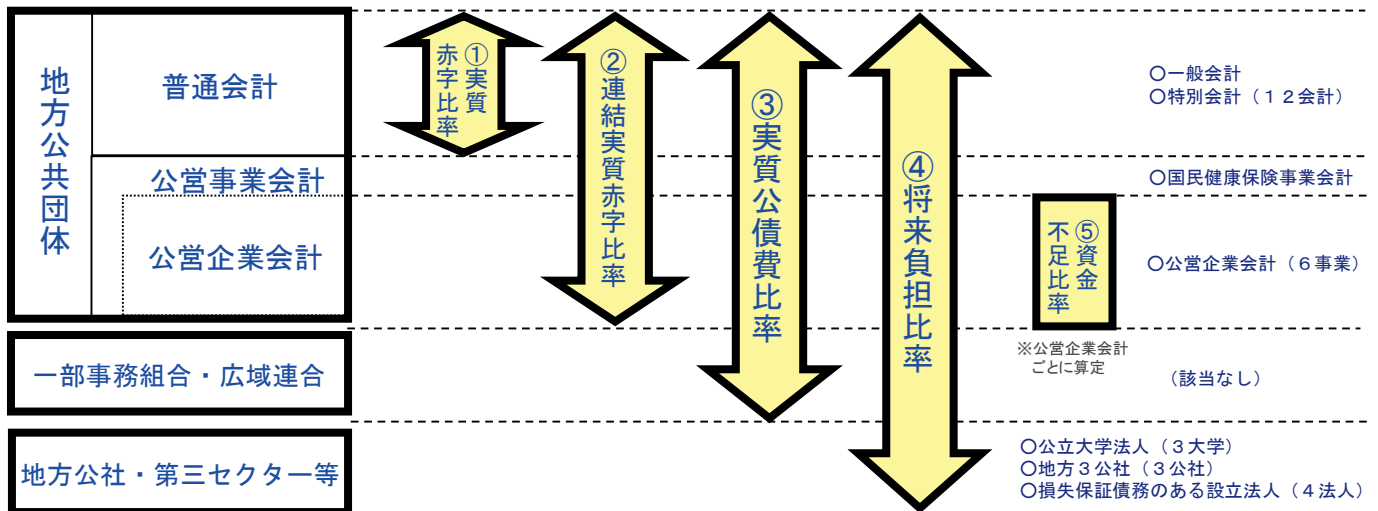 地方公共団体
普通会計
公営事業会計
公営企業会計
一部事務組合・広域連合
地方公社・第三セクター等
①実質
赤字比率
②連結実質赤字比率
③実質公債費比率
④将来負担比率
⑤資金
不足比率
※公営企業会計
ごとに算定
○一般会計
○特別会計（１２会計）
○国民健康保険事業会計
○公営企業会計（６事業）
（該当なし）
○公立大学法人（３大学）
○地方３公社（３公社）
○損失保証債務のある設立法人（４法人）